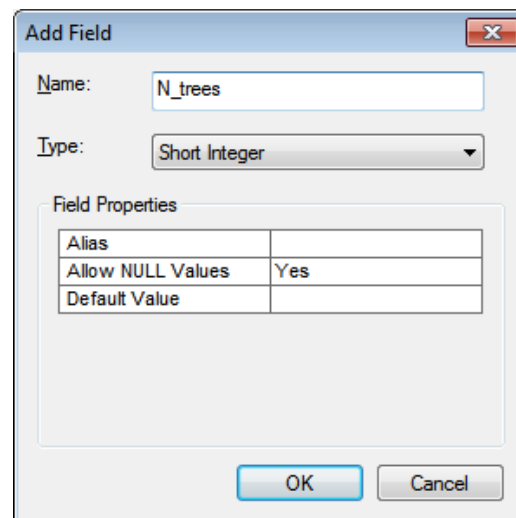 Add Field
Name: N_trees
Type: Short Integer
Field Properties
Alias
Allow NULL Values Yes
Default Value
OK Cancel